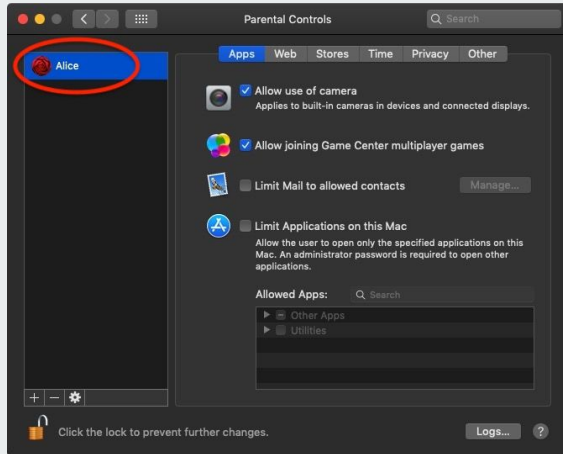 Parental Controls
Search
Alice
Apps Web Stores Time Privacy Other
Allow use of camera
Applies to built-in cameras in devices and connected displays.
Allow joining Game Center multiplayer games
Limit Mail to allowed contacts
Manage...
Limit Applications on this Mac
Allow the user to open only the specified applications on this
Mac. An administrator password is required to open other
applications.
Allowed Apps:
Search
Other Apps
Utilities
Click the lock to prevent further changes.
Logs...
?